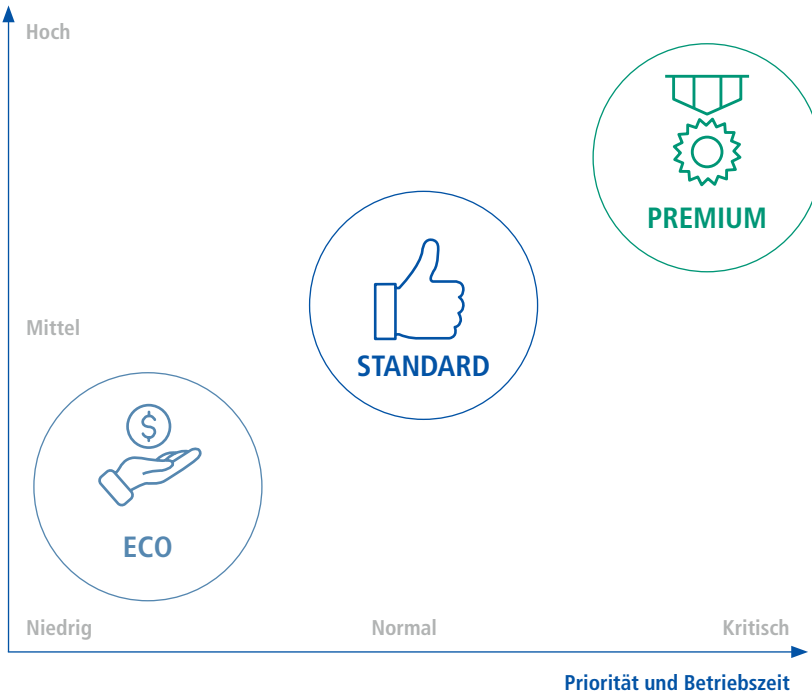 Hoch
PREMIUM
Mittel
STANDARD
$
ECO
Niedrig
Normal
Kritisch
Priorität und Betriebszeit